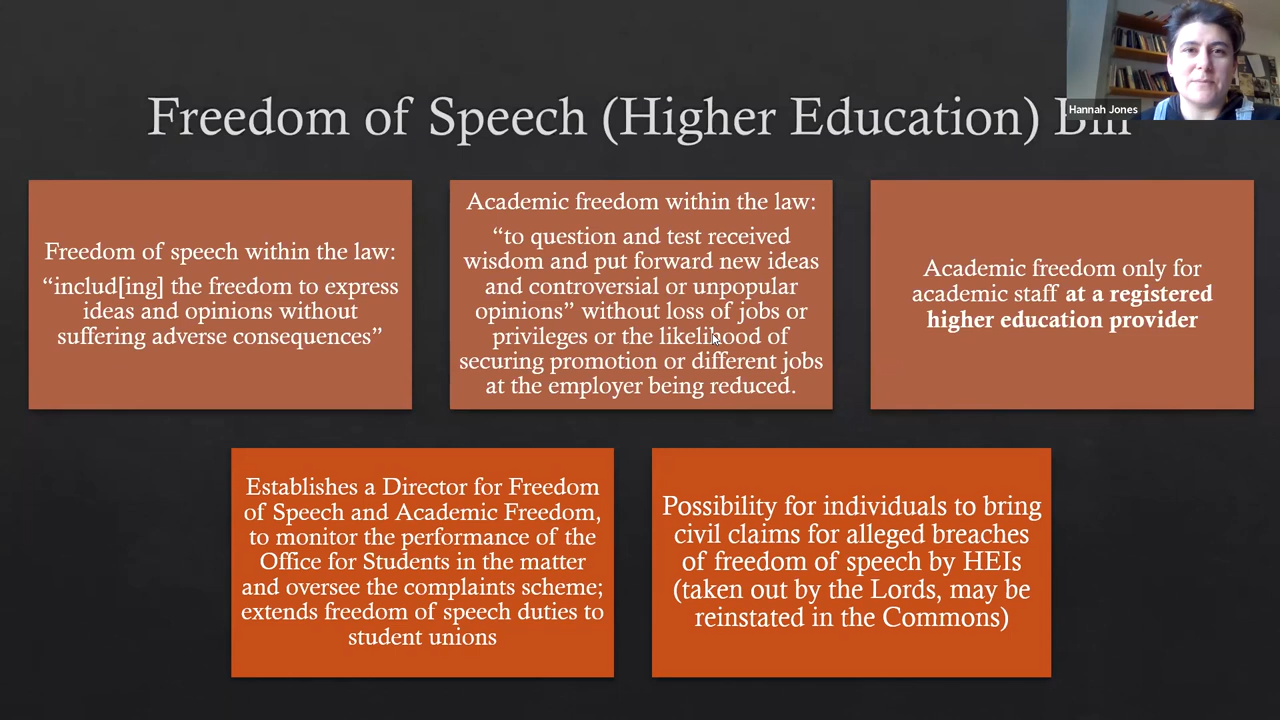 Hannah Jones
Freedom of Speech (Higher Education) Bill
Freedom of speech within the law:
“includ[ing] the freedom to express
ideas and opinions without
suffering adverse consequences”
Academic freedom within the law:
“to question and test received
wisdom and put forward new ideas
and controversial or unpopular
opinions” without loss of jobs or
privileges or the likelihood of
securing promotion or different jobs
at the employer being reduced.
Academic freedom only for
academic staff at a registered
higher education provider
Establishes a Director for Freedom
of Speech and Academic Freedom,
to monitor the performance of the
Office for Students in the matter
and oversee the complaints scheme;
extends freedom of speech duties to
student unions
Possibility for individuals to bring
civil claims for alleged breaches
of freedom of speech by HEIs
(taken out by the Lords, may be
reinstated in the Commons)